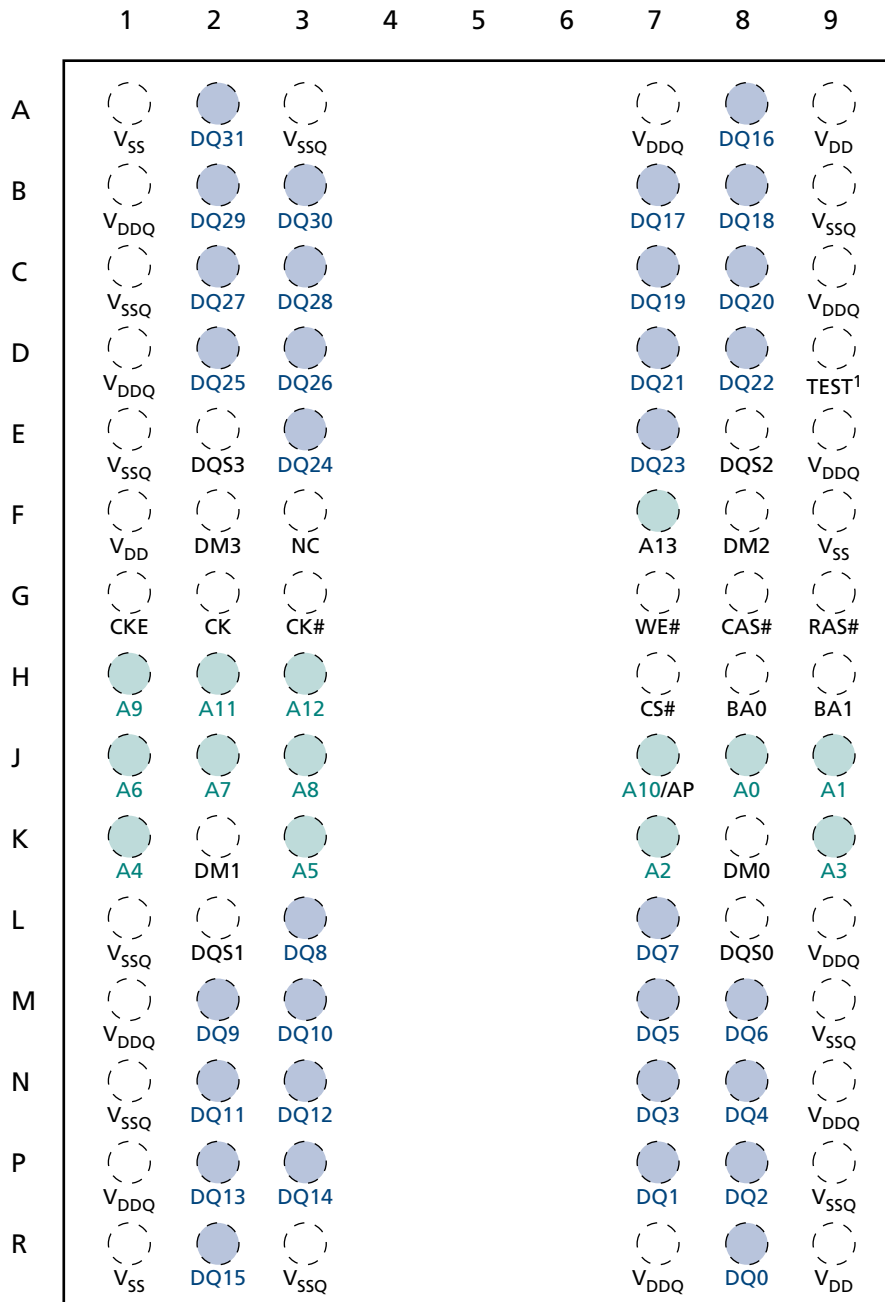 1 2 3 4 5 6 7 8 9
A
VSS DQ31 VSSQ VDDQ DQ16 VDD
B
VDDQ DQ29 DQ30 DQ17 DQ18 VSSQ
C
VSSQ DQ27 DQ28 DQ19 DQ20 VDDQ
D
VDDQ DQ25 DQ26 DQ21 DQ22 TEST1
E
VSSQ DQS3 DQ24 DQ23 DQS2 VDDQ
F
VDD DM3 NC A13 DM2 VSS
G
CKE CK CK# WE# CAS# RAS#
H
A9 A11 A12 CS# BA0 BA1
J
A6 A7 A8 A10/AP A0 A1
K
A4 DM1 A5 A2 DM0 A3
L
VSSQ DQS1 DQ8 DQ7 DQS0 VDDQ
M
VDDQ DQ9 DQ10 DQ5 DQ6 VSSQ
N
VSSQ DQ11 DQ12 DQ3 DQ4 VDDQ
P
VDDQ DQ13 DQ14 DQ1 DQ2 VSSQ
R
VSS DQ15 VSSQ VDDQ DQ0 VDD